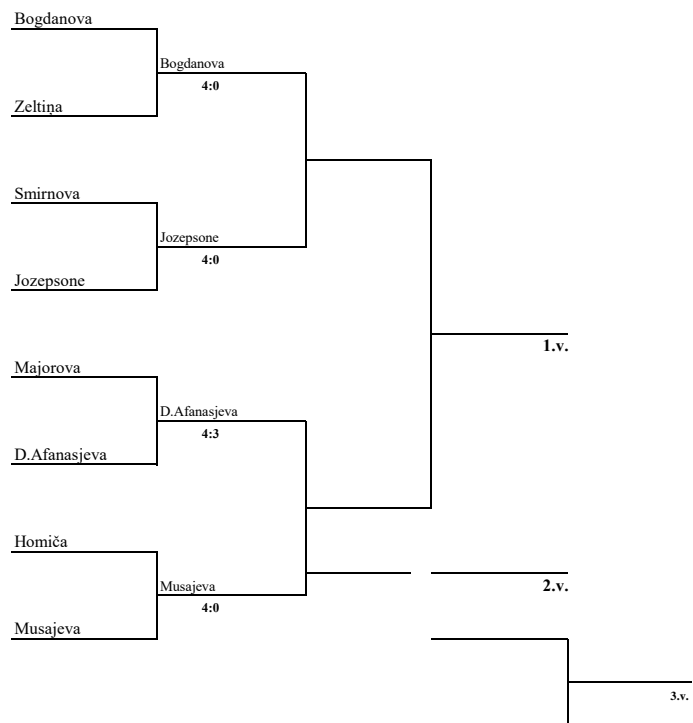 Bogdanova
Bogdanova
4:0
Zeltiņa
Smirnova
Jozepsone
4:0
Jozepsone
1.v.
Majorova
D.Afanasjeva
4:3
D.Afanasjeva
Homiča
Musajeva
2.v.
4:0
Musajeva
3.v.